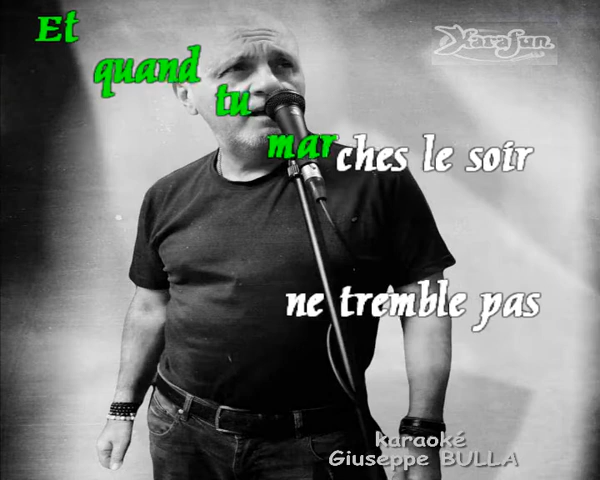 Karafun
Et
quand
tu
marches le soir
ne tremble pas
karaoké
Giuseppe BULLA